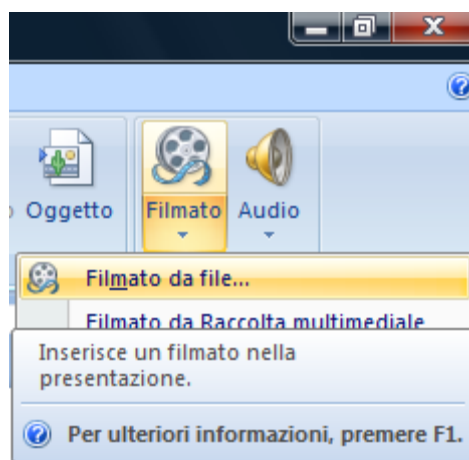 Oggetto
Filmato
Audio
Filmato da file...
Filmato da Raccolta multimediale
Inserisce un filmato nella
presentazione.
Per ulteriori informazioni, premere F1.